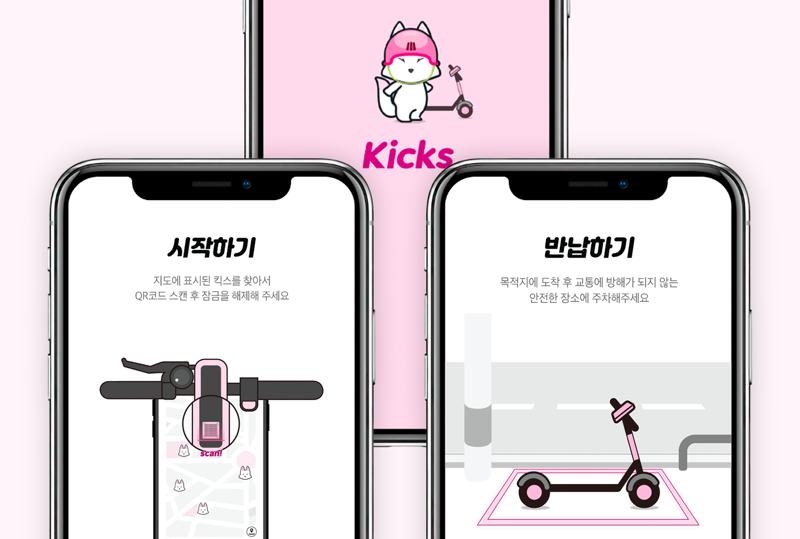 Kicks
시작하기
지도에 표시된 킥스를 찾아서
QR코드 스캔 후 잠금을 해제해 주세요
scan!
반납하기
목적지에 도착 후 교통에 방해가 되지 않는
안전한 장소에 주차해주세요